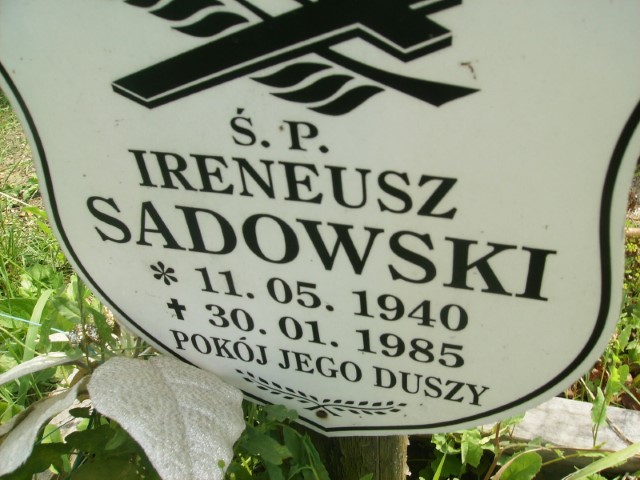 Ś. P.
IRENEUSZ
SADOWSKI
* 11. 05. 1940
✝ 30. 01. 1985
POKÓJ JEGO DUSZY